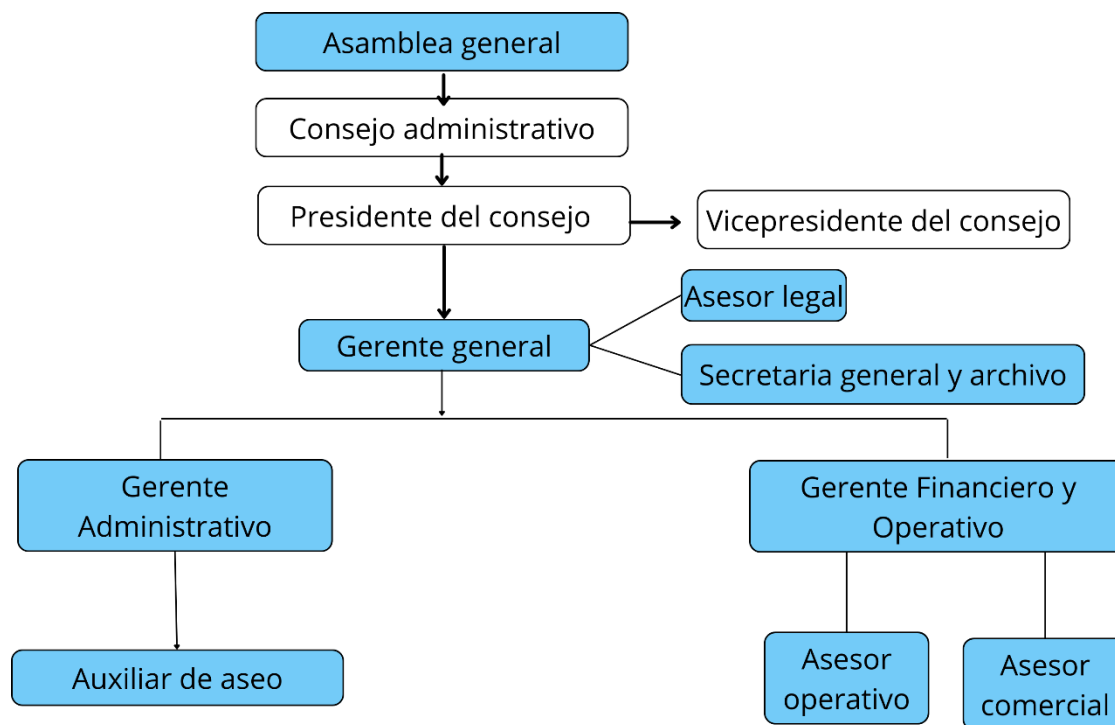 Asamblea general
Consejo administrativo
Presidente del consejo
Vicepresidente del consejo
Asesor legal
Gerente general
Secretaria general y archivo
Gerente
Administrativo
Gerente Financiero y
Operativo
Auxiliar de aseo
Asesor
operativo
Asesor
comercial